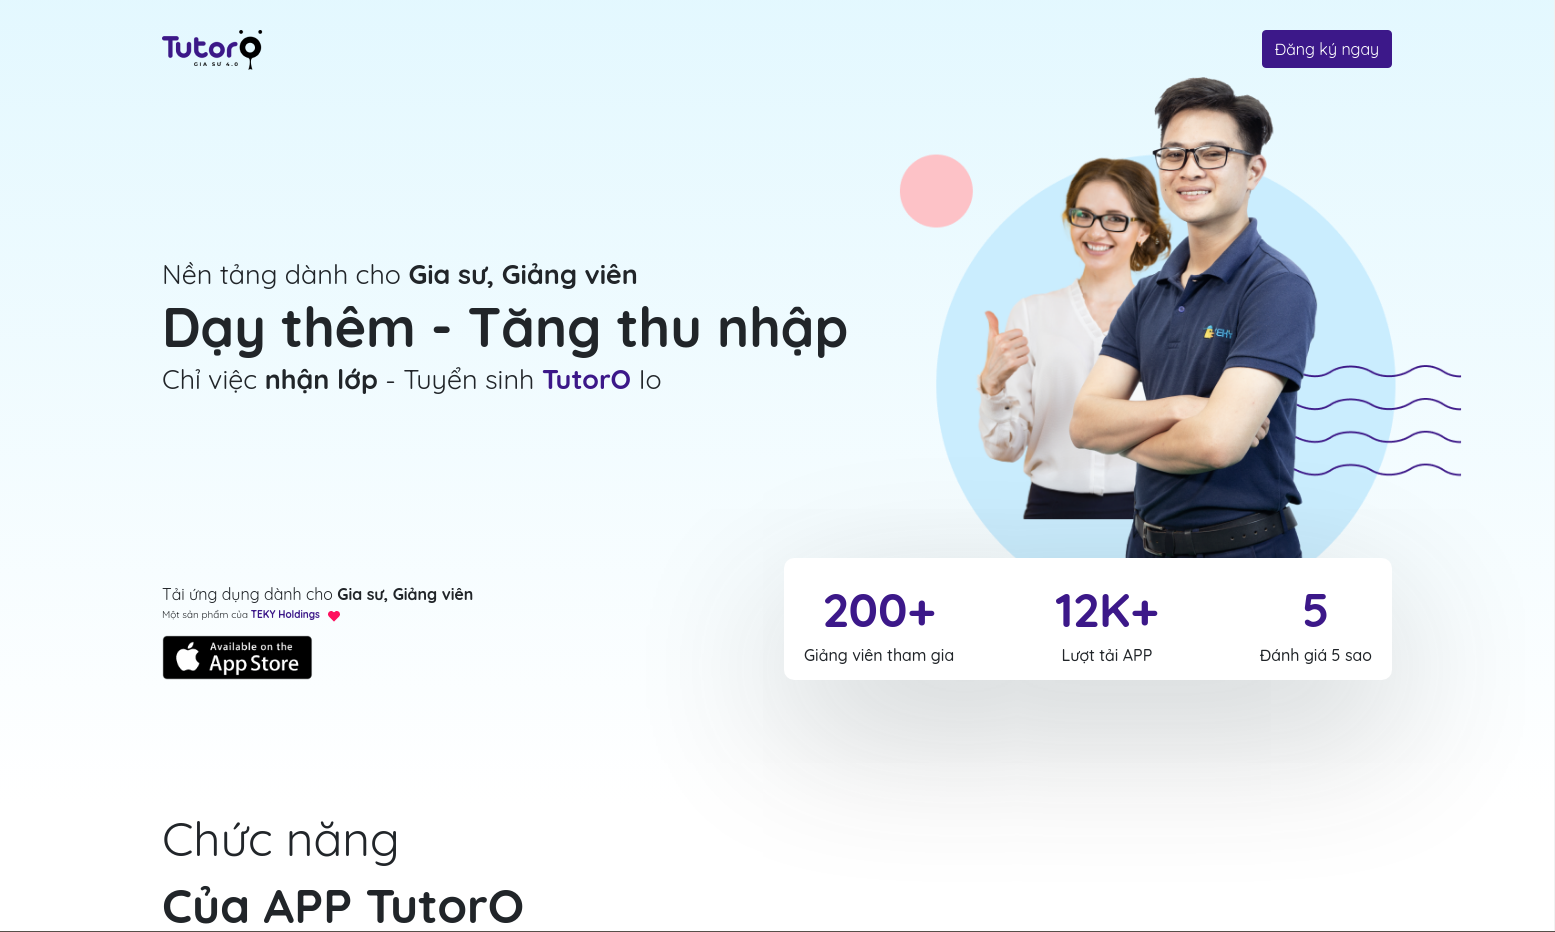 TutorO
GIA SƯ 4.0
Đăng ký ngay
Nền tảng dành cho Gia sư, Giảng viên
Dạy thêm - Tăng thu nhập
Chỉ việc nhận lớp - Tuyển sinh TutorO lo
Tải ứng dụng dành cho Gia sư, Giảng viên
Một sản phẩm của TEKY Holdings
Available on the
App Store
200+
Giảng viên tham gia
12K+
Lượt tải APP
5
Đánh giá 5 sao
Chức năng
Của APP TutorO